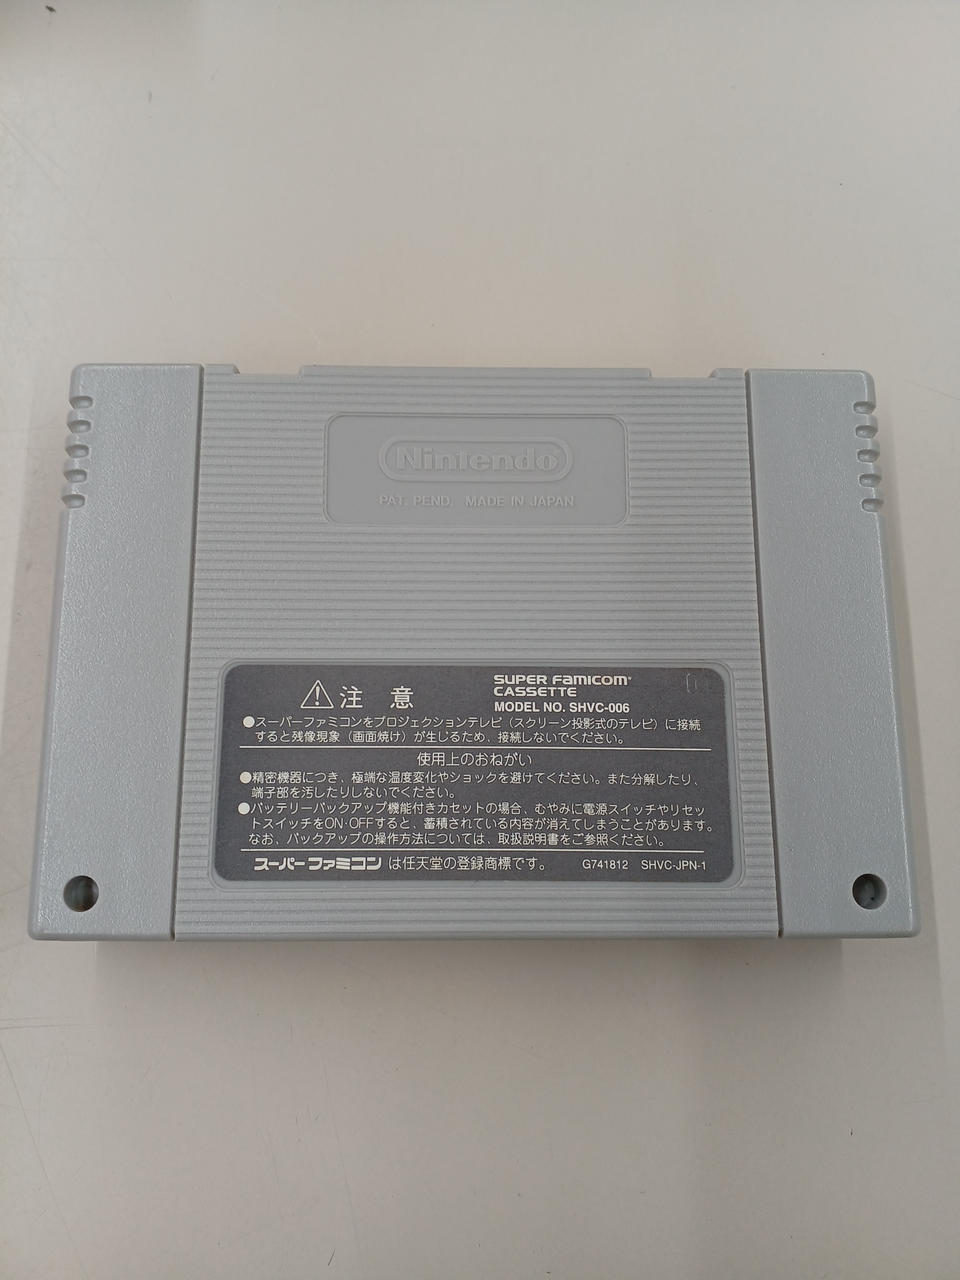 Nintendo
PAT. PEND. MADE IN JAPAN
注 意
SUPER FAMICOM
CASSETTE
MODEL NO. SHVC-006
●スーパーファミコンをプロジェクションテレビ（スクリーン投影式のテレビ）に接続
すると残像現象（画面焼け）が生じるため、接続しないでください。
使用上のおねがい
●精密機器につき、極端な温度変化やショックを避けてください。また分解したり、
端子部を汚したりしないでください。
●バッテリーバックアップ機能付きカセットの場合、むやみに電源スイッチやリセッ
トスイッチをON・OFFすると、蓄積されている内容が消えてしまうことがあります。
なお、バックアップの操作方法については、取扱説明書をご参照ください。
スーパーファミコン は任天堂の登録商標です。 G741812 SHVC-JPN-1